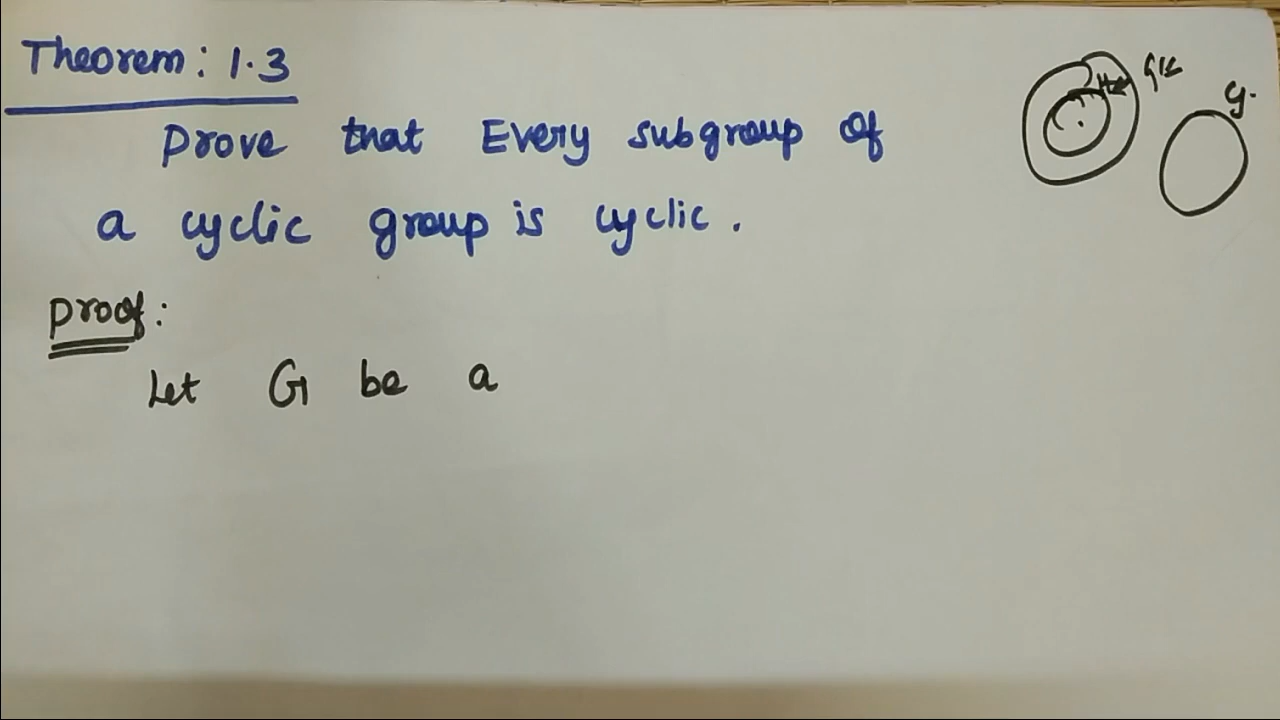 Theorem: 1.3
Prove that Every subgroup of
a cyclic group is cyclic.
Proof:
Let G be a
G.